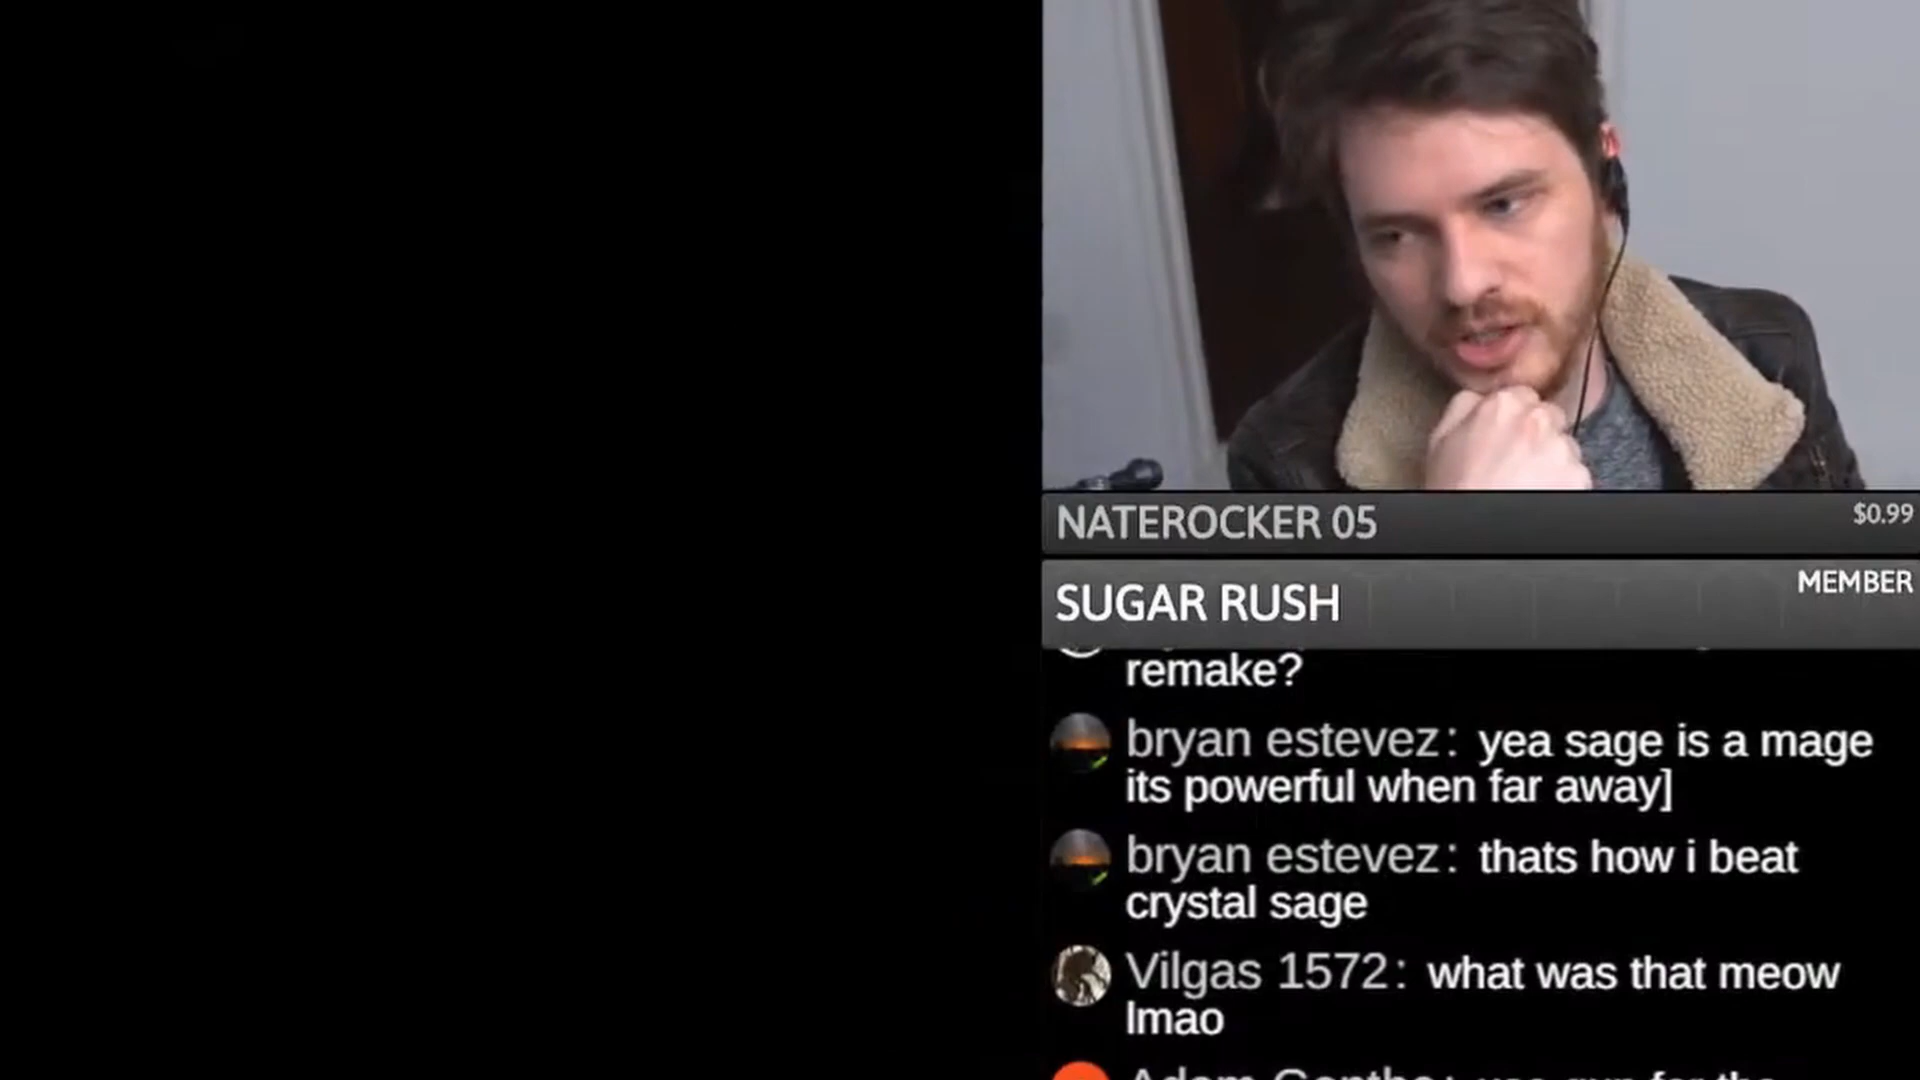 NATEROCKER 05
$0.99
SUGAR RUSH
MEMBER
remake?
bryan estevez: yea sage is a mage
its powerful when far away]
bryan estevez: thats how i beat
crystal sage
Vilgas 1572: what was that meow
lmao